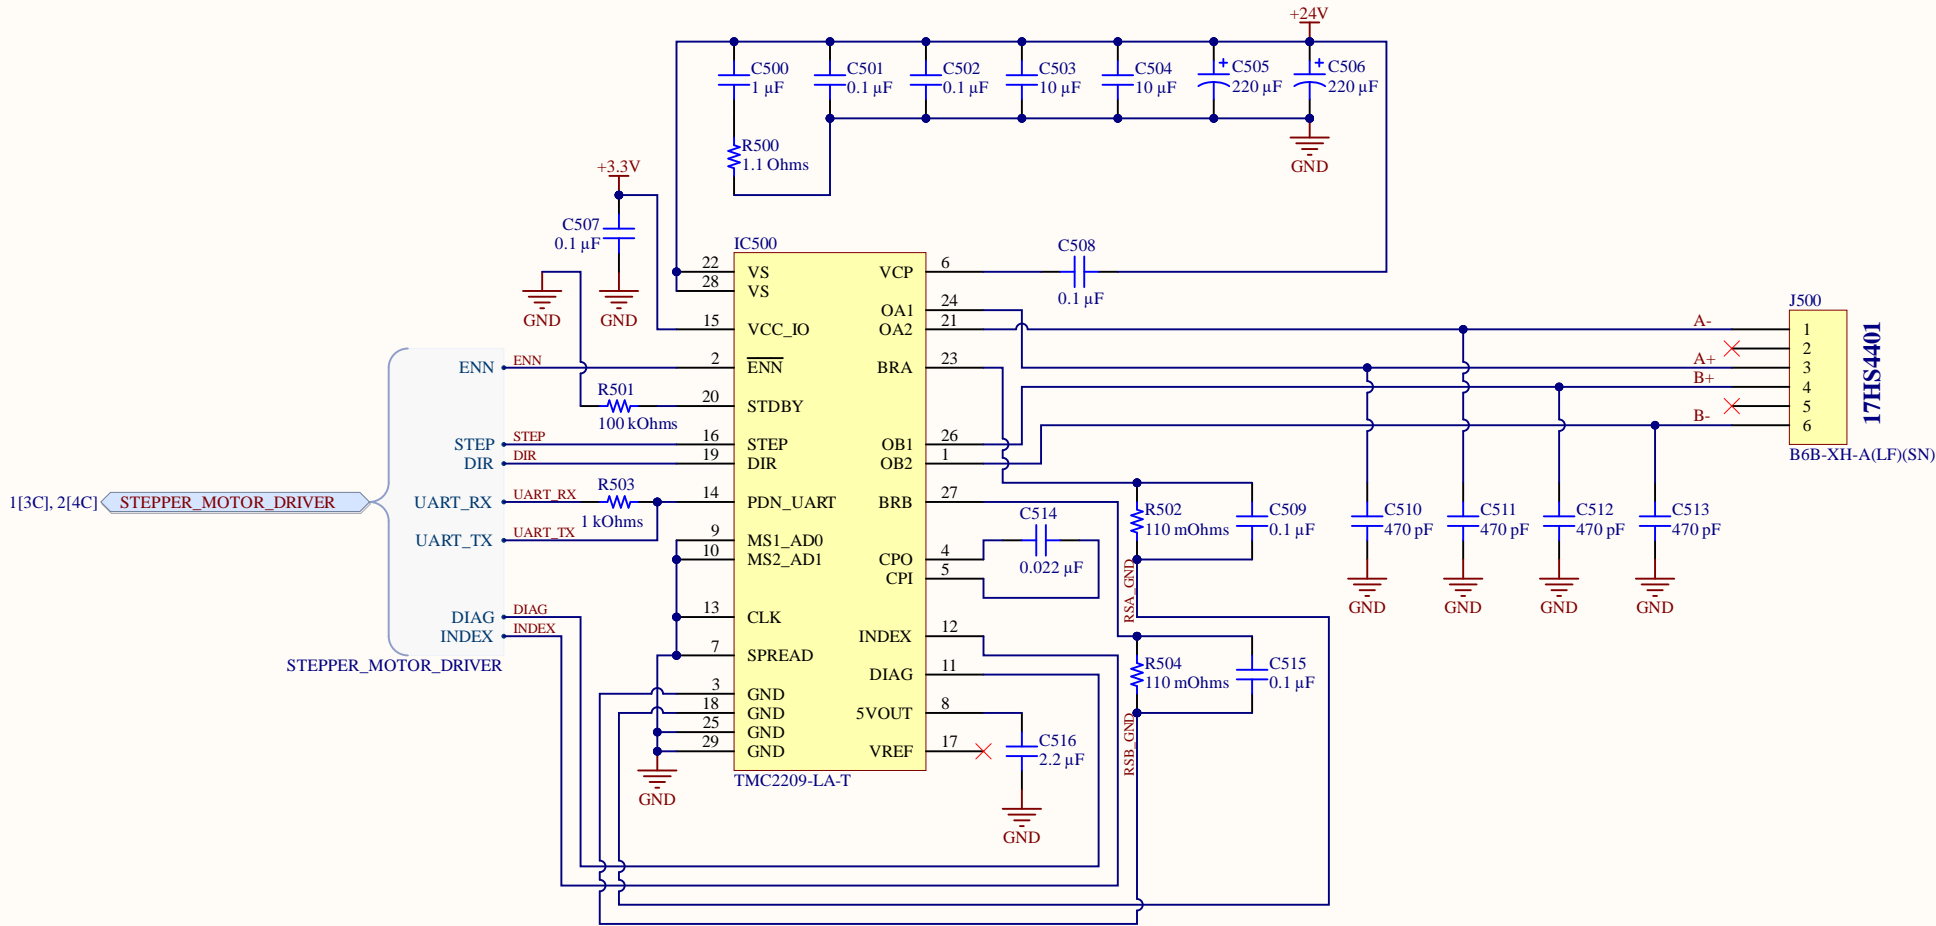 +24V
C500
1 µF
C501
0.1 µF
C502
0.1 µF
C503
10 µF
C504
10 µF
+ C505
220 µF
+ C506
220 µF
R500
1.1 Ohms
GND
+3.3V
C507
0.1 µF
GND
GND
IC500
22 VS
28 VS
15 VCC_IO
2 ENN
20 STDBY
16 STEP
19 DIR
14 PDN_UART
9 MS1_AD0
10 MS2_AD1
13 CLK
7 SPREAD
3 GND
18 GND
25 GND
29 GND
VCP 6
OA1 24
OA2 21
BRA 23
OB1 26
OB2 1
BRB 27
CPO 4
CPI 5
INDEX 12
DIAG 11
5VOUT 8
VREF 17
TMC2209-LA-T
C508
0.1 µF
J500
A- 1
2
A+ 3
B+ 4
5
B- 6
17HS4401
B6B-XH-A(LF)(SN)
ENN ENN
R501
100 kOhms
STEP STEP
DIR DIR
1[3C], 2[4C] STEPPER_MOTOR_DRIVER
UART_RX UART_RX
R503
1 kOhms
UART_TX UART_TX
DIAG DIAG
INDEX INDEX
STEPPER_MOTOR_DRIVER
GND
C514
0.022 µF
R502
110 mOhms
C509
0.1 µF
RSA_GND
R504
110 mOhms
C515
0.1 µF
RSB_GND
C516
2.2 µF
GND
C510
470 pF
GND
C511
470 pF
GND
C512
470 pF
GND
C513
470 pF
GND